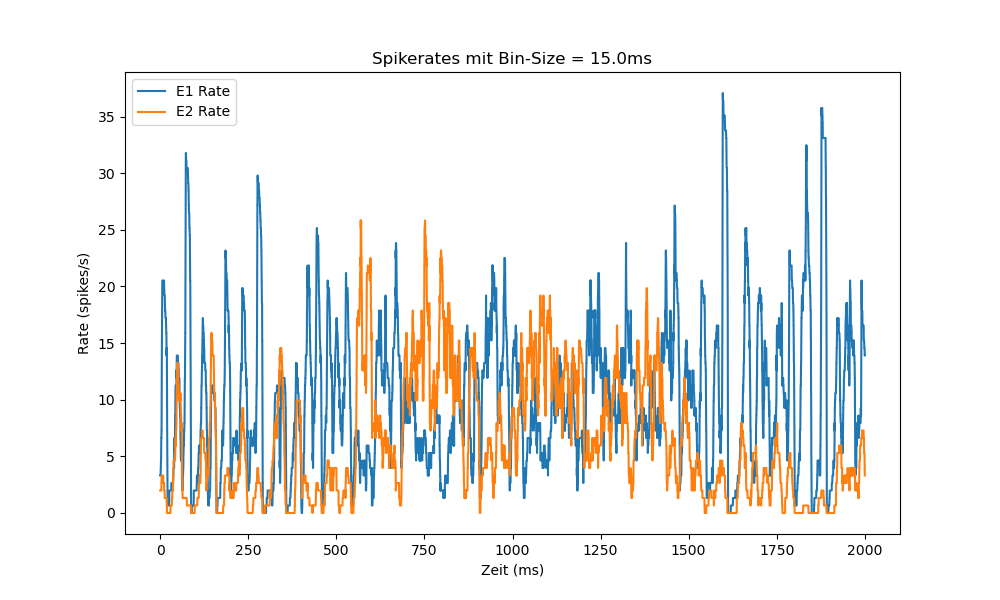 Spikerates mit Bin-Size = 15.0ms
E1 Rate
E2 Rate
35
30
25
20
15
10
5
0
Rate (spikes/s)
0 250 500 750 1000 1250 1500 1750 2000
Zeit (ms)